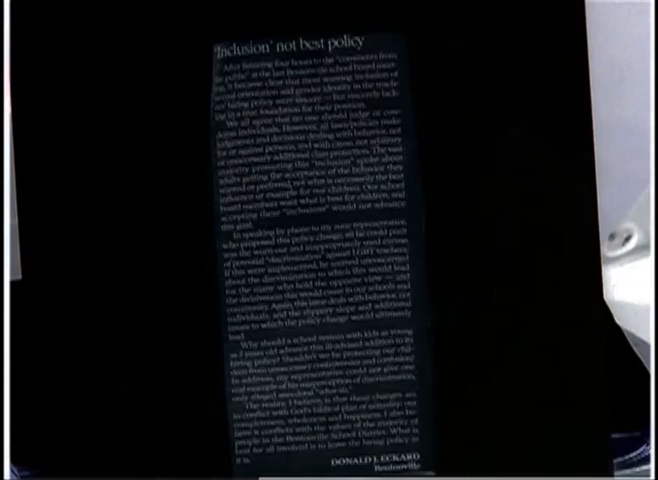 'Inclusion' not best policy
After listening four hours to the "comments from
the public" at the last Bentonville school board meet-
ing, it became clear that most wanting inclusion of
sexual orientation and gender identity in the teach-
ers' hiring policy were sincere — but sincerely lack-
ing in a true foundation for their position.
We all agree that no one should judge or con-
demn individuals. However, all laws/policies make
judgments and decisions dealing with behavior, not
for or against persons, and with cause, not arbitrary
or unnecessary additional class protection. The vast
majority promoting this "inclusion" spoke about
adults getting the acceptance of the behavior they
wanted or preferred, not what is necessarily the best
influence or example for our children. Our school
board members want what is best for children, and
accepting these "inclusions" would not advance
this goal.
In speaking by phone to my zone representative,
who proposed this policy change, all he could posit
was the worn-out and inappropriately used excuse
of potential "discrimination" against LGBT teachers,
if this were implemented; he seemed unconcerned
about the discrimination to which this would lead
for the many who hold the opposite view — and
the divisiveness this would cause in our schools and
community. Again, this issue deals with behavior, not
individuals, and the slippery slope and additional
issues to which the policy change would ultimately
lead.
Why should a school system with kids as young
as 5 years old advance this ill-advised addition to its
hiring policy? Shouldn't we be protecting our chil-
dren from unnecessary controversies and confusion?
In addition, my representative could not give one
real example of his misperception of discrimination,
only alleged anecdotal "what-ifs."
The reality, I believe, is that these changes are
in conflict with God's biblical plan of sexuality: our
completeness, wholeness and happiness. I also be-
lieve it conflicts with the values of the majority of
people in the Bentonville School District. What is
best for all involved is to leave the hiring policy as
it is.
DONALD J. ECKARD
Bentonville